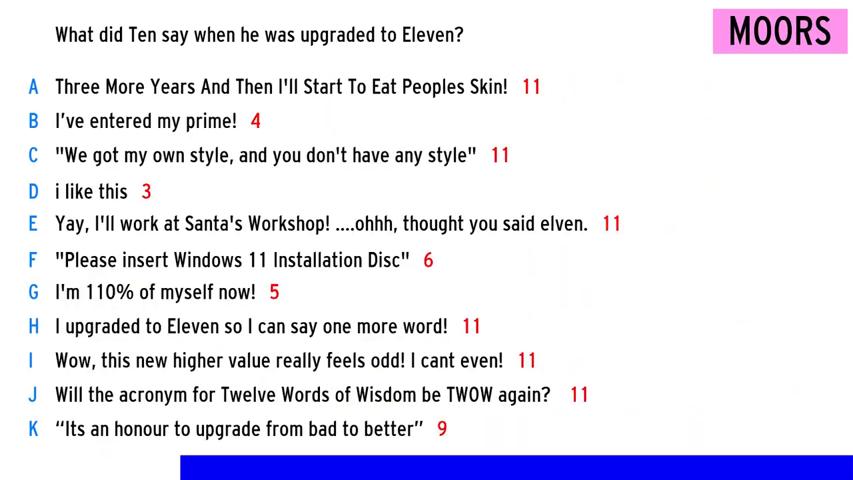 What did Ten say when he was upgraded to Eleven?
MOORS
A Three More Years And Then I'll Start To Eat Peoples Skin! 11
B I’ve entered my prime! 4
C "We got my own style, and you don't have any style" 11
D i like this 3
E Yay, I'll work at Santa's Workshop! ....ohhh, thought you said elven. 11
F "Please insert Windows 11 Installation Disc" 6
G I'm 110% of myself now! 5
H I upgraded to Eleven so I can say one more word! 11
I Wow, this new higher value really feels odd! I cant even! 11
J Will the acronym for Twelve Words of Wisdom be TWOW again? 11
K “Its an honour to upgrade from bad to better” 9